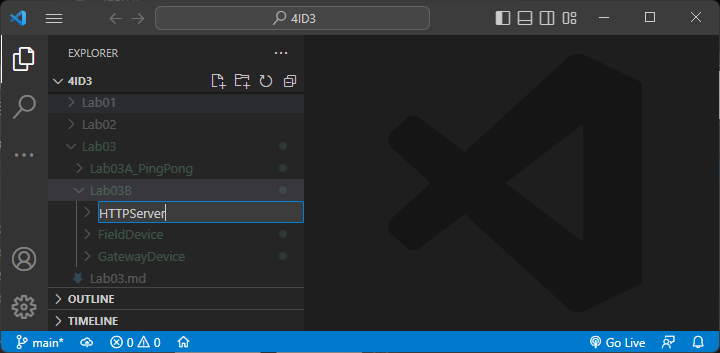 4ID3
EXPLORER
4ID3
Lab01
Lab02
Lab03
Lab03A_PingPong
Lab03B
HTTPServer
FieldDevice
GatewayDevice
Lab03.md
OUTLINE
TIMELINE
main* 0 0 Go Live